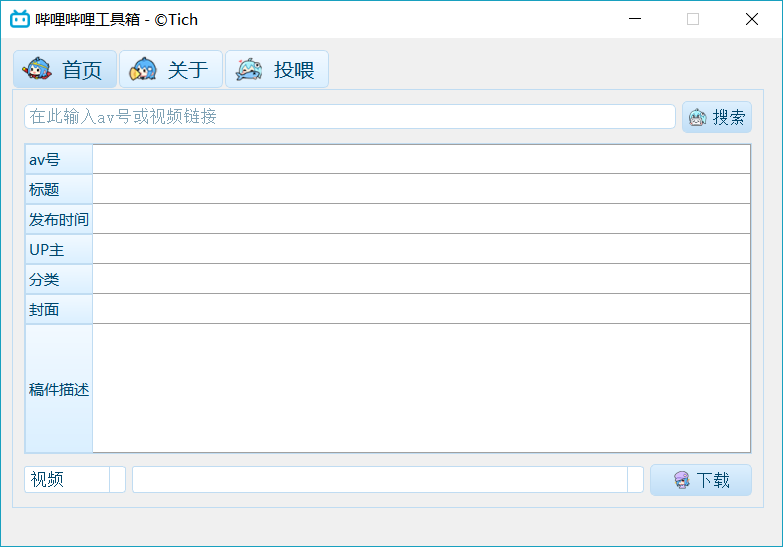 哔哩哔哩工具箱 - ©Tich
首页 关于 投喂
在此输入av号或视频链接 搜索
av号
标题
发布时间
UP主
分类
封面
稿件描述
视频 下载